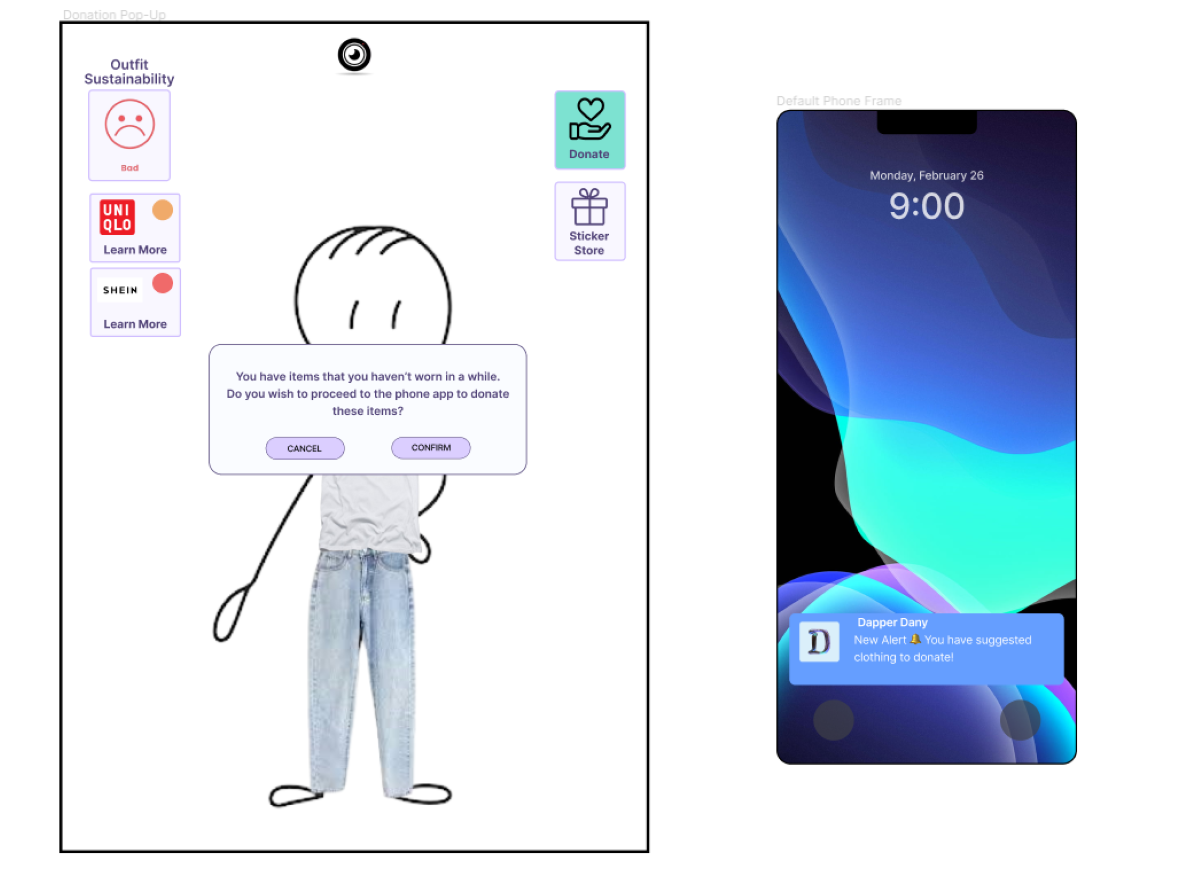 Donation Pop-Up
Outfit
Sustainability
Bad
UNI
QLO
Learn More
SHEIN
Learn More
Donate
Sticker
Store
You have items that you haven't worn in a while.
Do you wish to proceed to the phone app to donate
these items?
CANCEL
CONFIRM
Default Phone Frame
Monday, February 26
9:00
D
Dapper Dany
New Alert 🔔 You have suggested
clothing to donate!